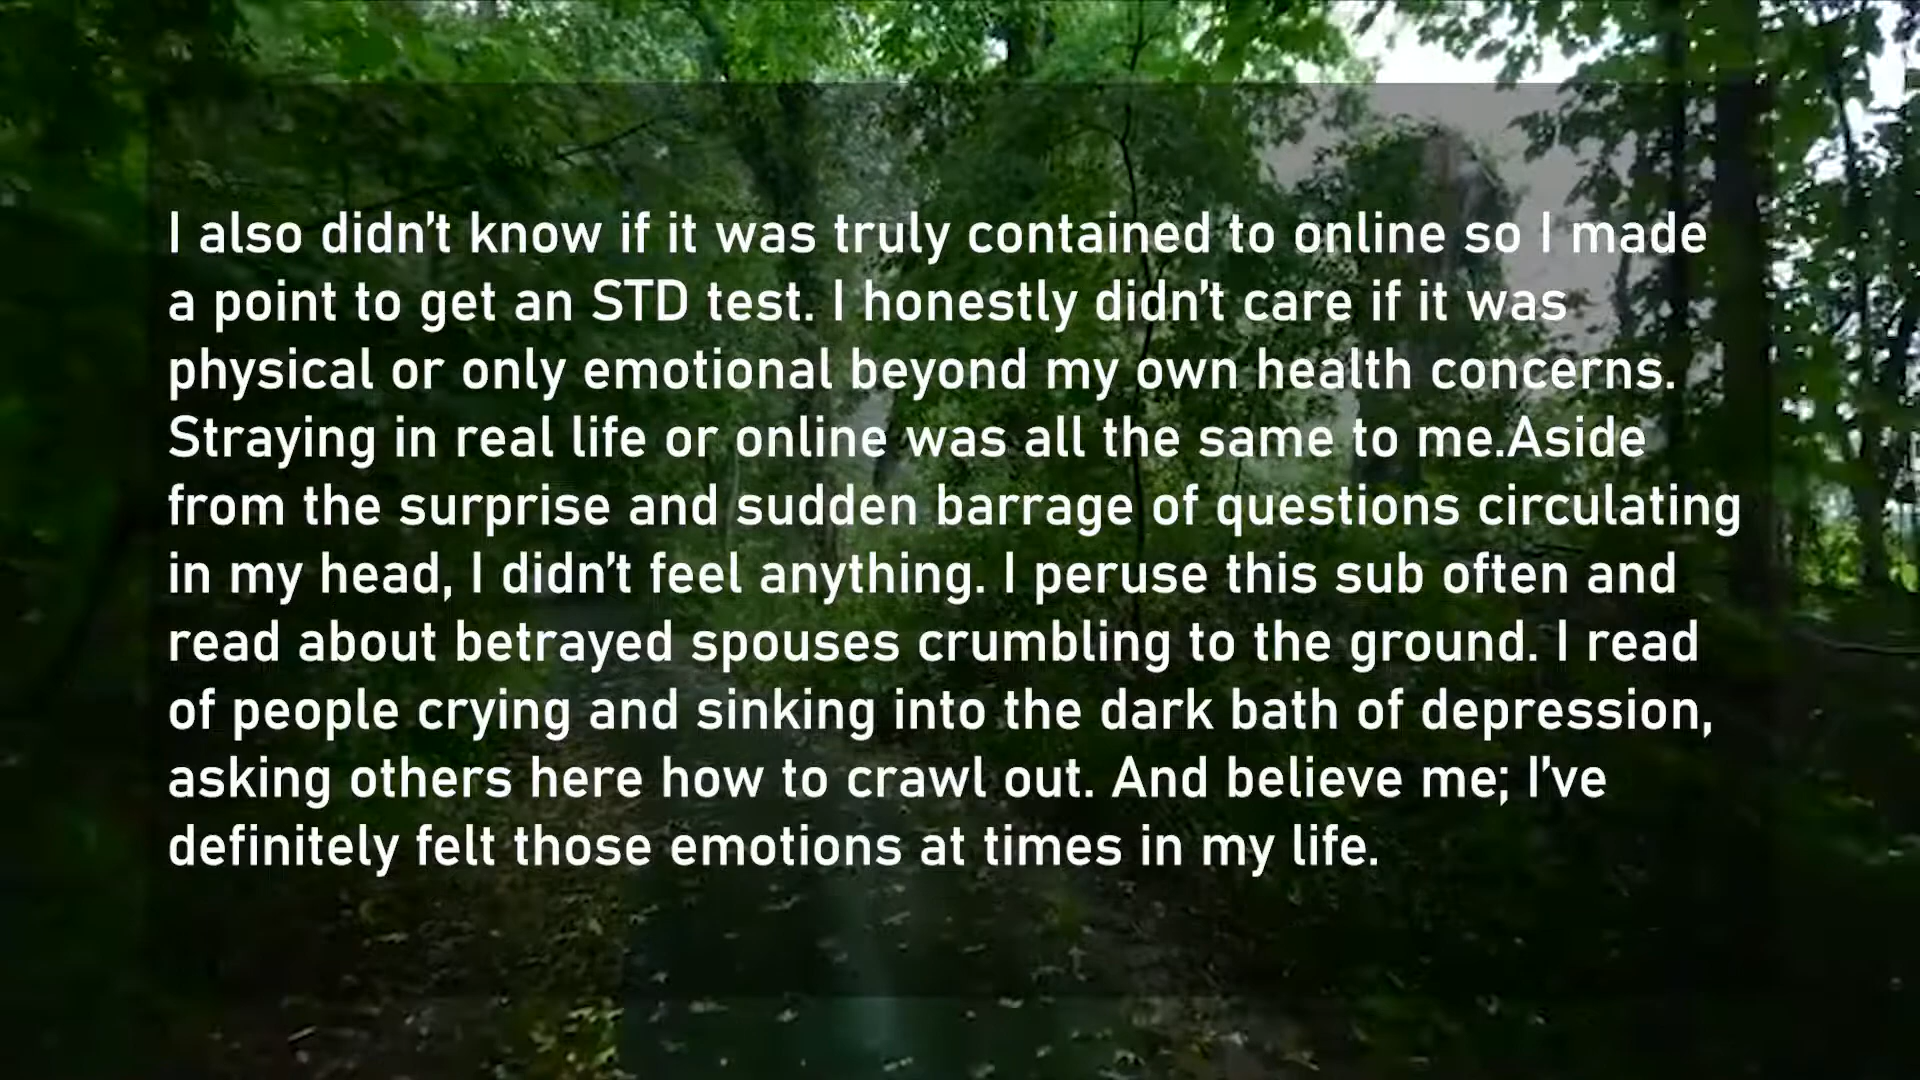 I also didn't know if it was truly contained to online so I made
a point to get an STD test. I honestly didn't care if it was
physical or only emotional beyond my own health concerns.
Straying in real life or online was all the same to me.Aside
from the surprise and sudden barrage of questions circulating
in my head, I didn't feel anything. I peruse this sub often and
read about betrayed spouses crumbling to the ground. I read
of people crying and sinking into the dark bath of depression,
asking others here how to crawl out. And believe me; I've
definitely felt those emotions at times in my life.